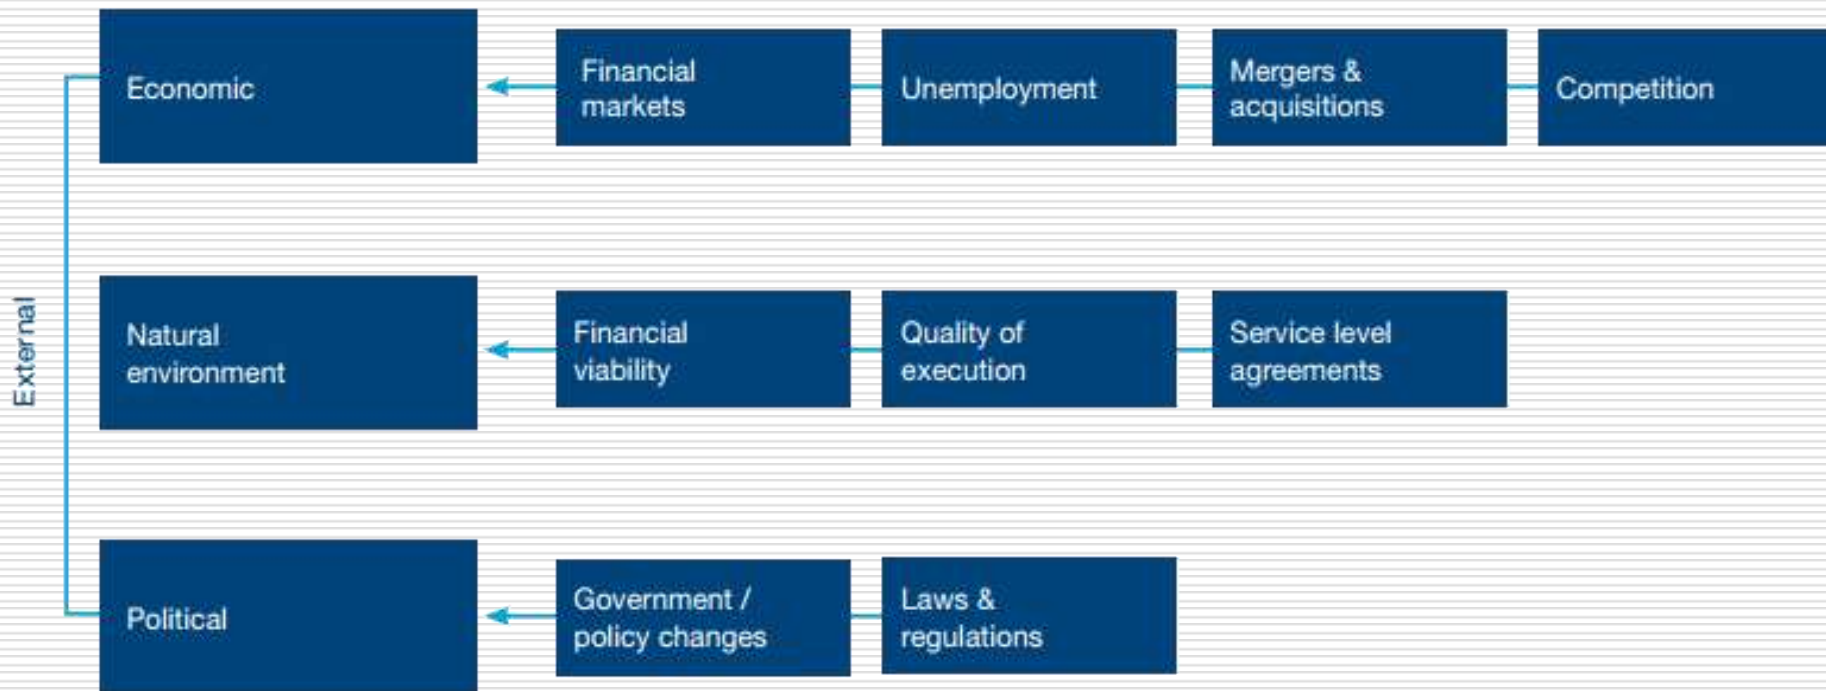 External
Economic
Financial
markets
Unemployment
Mergers &
acquisitions
Competition
Natural
environment
Financial
viability
Quality of
execution
Service level
agreements
Political
Government /
policy changes
Laws &
regulations